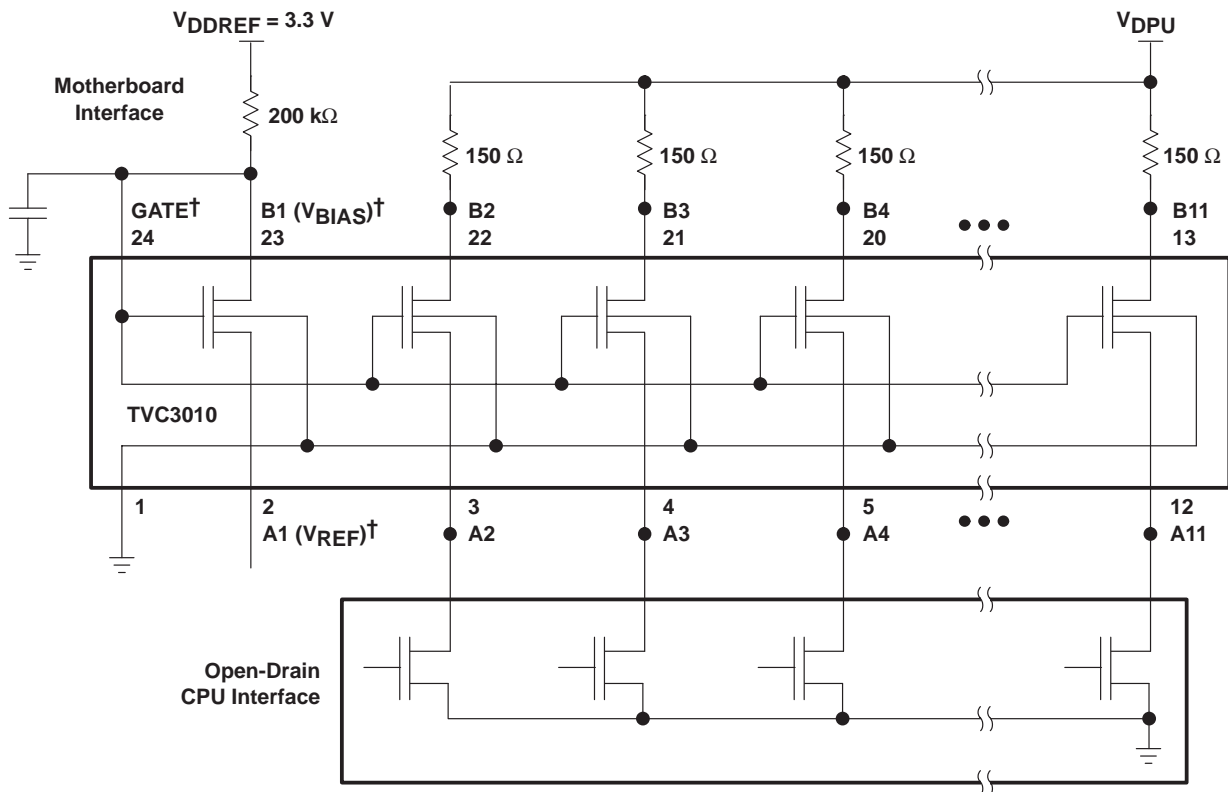 VDDREF = 3.3 V
VDPU
Motherboard
Interface
200 kΩ
150 Ω
150 Ω
150 Ω
150 Ω
GATE†
24
B1 (VBIAS)†
23
B2
22
B3
21
B4
20
B11
13
TVC3010
1
2
A1 (VREF)†
3
A2
4
A3
5
A4
12
A11
Open-Drain
CPU Interface